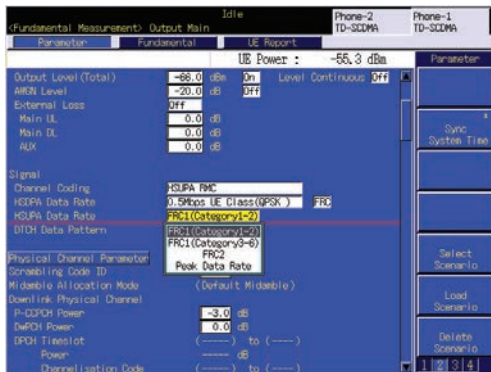 Idle
<Fundamental Measurement> Output Main
Phone-2
TD-SCDMA
Phone-1
TD-SCDMA
Parameter
Fundamental
UE Report
UE Power : -55.3 dBm
Parameter
Output Level(Total) -66.0 dBm On Level Continuous Off
AWGN Level -20.0 dB Off
External Loss Off
Main UL 0.0 dB
Main DL 0.0 dB
AUX 0.0 dB
Signal
Channel Coding HSUPA RMC
HSDPA Data Rate 0.5Mbps UE Class(QPSK ) FRC
HSUPA Data Rate FRC1(Category1-2)
DTCH Data Pattern
FRC1(Category1-2)
FRC1(Category3-6)
FRC2
Peak Data Rate
Physical Channel Parameter
Scrambling Code ID
Midamble Allocation Mode (Default Midamble)
Downlink Physical Channel
P-CCPCH Power -3.0 dB
DwPCH Power 0.0 dB
DPCH Timeslot (----) to (----)
Power ----- dB
Channelisation Code (----) to (----)
*
Sync
System Time
Select
Scenario
Load
Scenario
Delete
Scenario
1 2 3 4